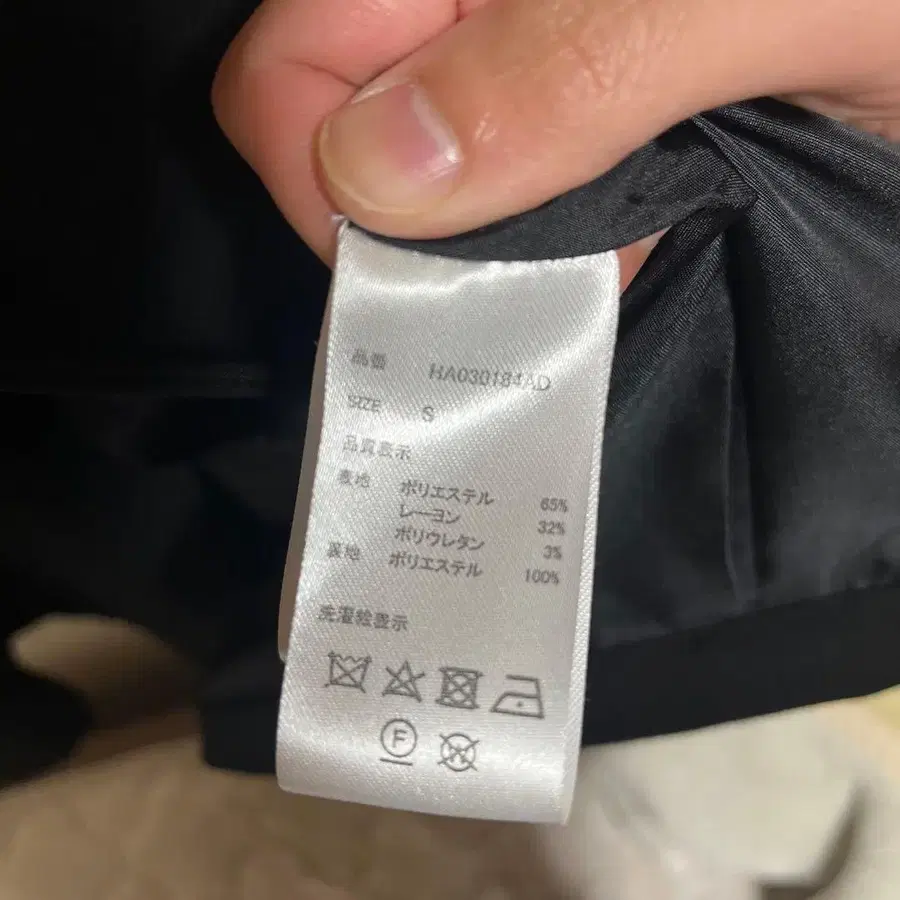 品番 HA030184AD
SIZE S
品質表示
表地 ポリエステル 65%
レーヨン 32%
ポリウレタン 3%
裏地 ポリエステル 100%
洗濯絵表示
F
W